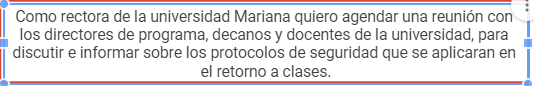 Como rectora de la universidad Mariana quiero agendar una reunión con
los directores de programa, decanos y docentes de la universidad, para
discutir e informar sobre los protocolos de seguridad que se aplicaran en
el retorno a clases.